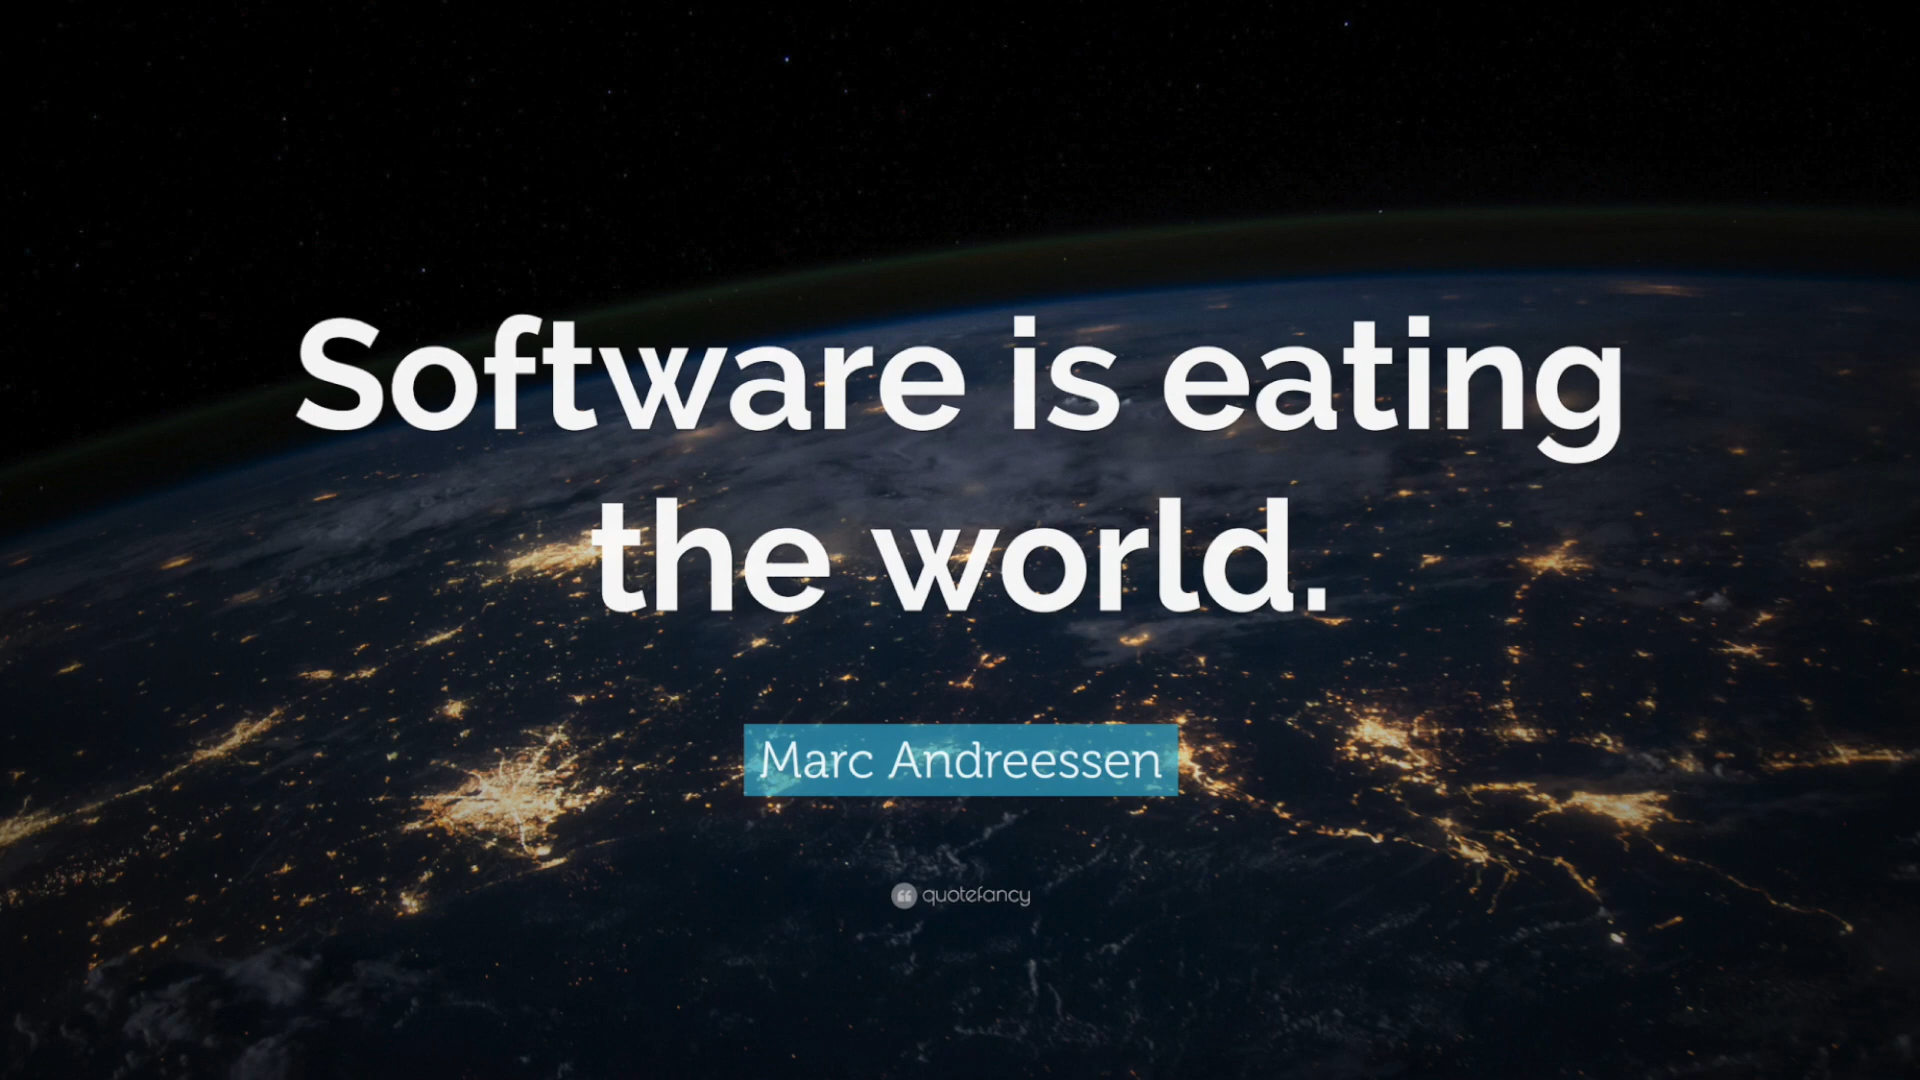 Software is eating
the world.
Marc Andreessen
quotefancy